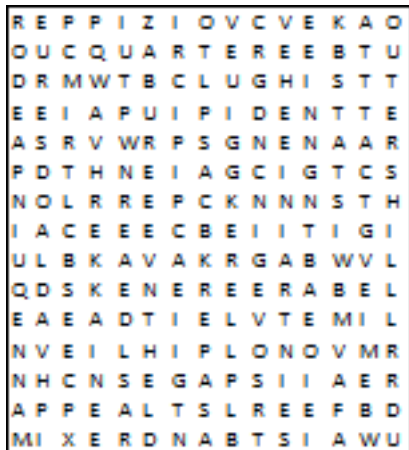 R E P P I Z I O V C V E K A O
O U C Q U A R T E R E E B T U
D R M W T B C L U G H I S T T
E E I A P U I P I D E N T T E
A S R V W R P S G N E N A A R
P D T H N E I A G C I G T C S
N O L R R E P C K N N N S T H
I A C E E E C B E I I T I G I
U L B K A V A K R G A B W V L
Q D S K E N E R E E R A B E L
E A E A D T I E L V T E M I L
N V E I L H I P L O N O V M R
N H C N S E G A P S I I A E R
A P P E A L T S L R E E F B D
M I X E R D N A B T S I A W U